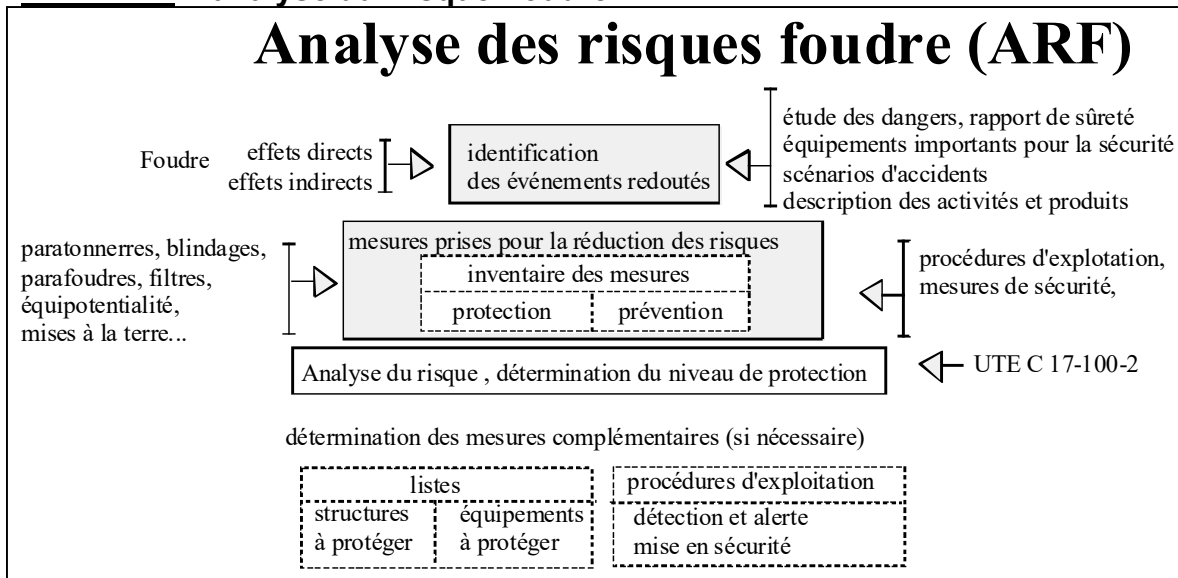 Analyse des risques foudre (ARF)
Foudre
effets directs
effets indirects
identification
des événements redoutés
étude des dangers, rapport de sûreté
équipements importants pour la sécurité
scénarios d'accidents
description des activités et produits
paratonnerres, blindages,
parafoudres, filtres,
équipotentialité,
mises à la terre...
mesures prises pour la réduction des risques
inventaire des mesures
protection
prévention
procédures d'explotation,
mesures de sécurité,
Analyse du risque , détermination du niveau de protection
UTE C 17-100-2
détermination des mesures complémentaires (si nécessaire)
listes
structures
à protéger
équipements
à protéger
procédures d'exploitation
détection et alerte
mise en sécurité